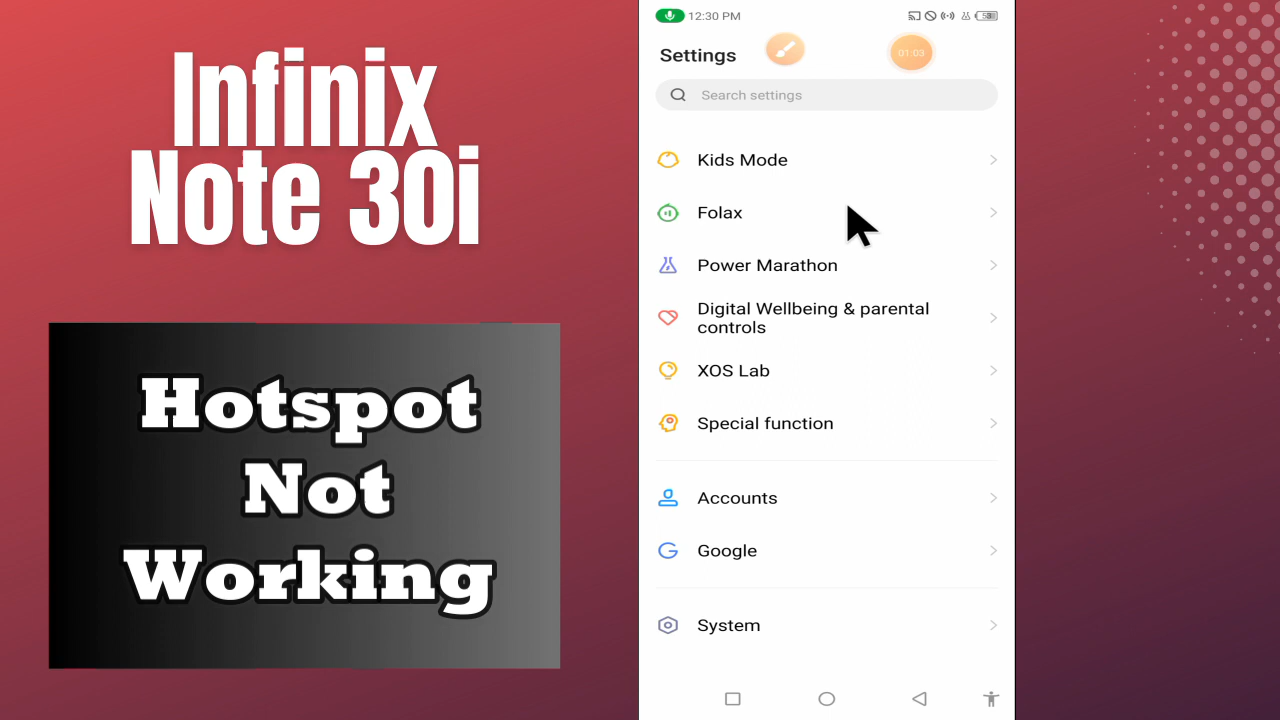 Infinix
Note 30i
Hotspot
Not
Working
12:30 PM
Settings
01:03
Search settings
Kids Mode
Folax
Power Marathon
Digital Wellbeing & parental
controls
XOS Lab
Special function
Accounts
Google
System